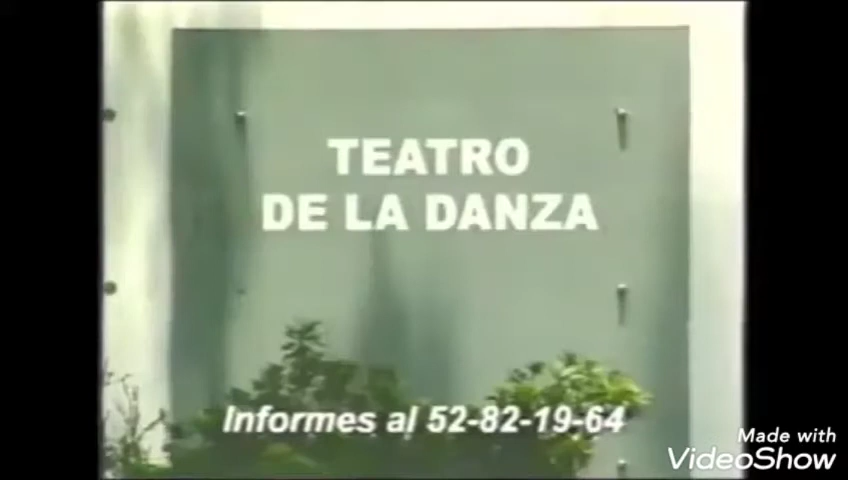 TEATRO
DE LA DANZA
Informes al 52-82-19-64
Made with
VideoShow